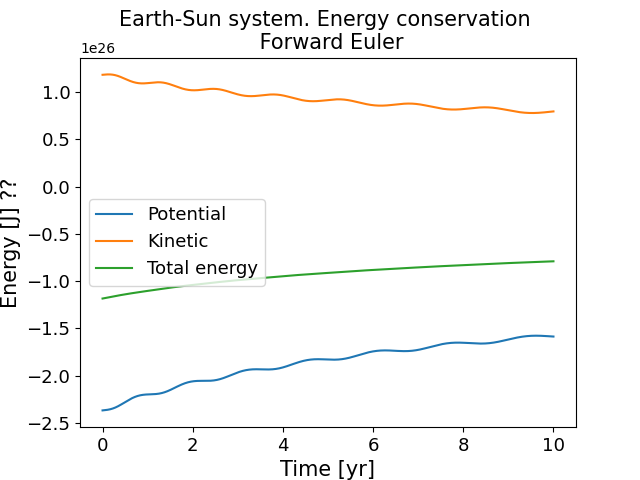 Earth-Sun system. Energy conservation
Forward Euler
1e26
1.0
0.5
0.0
−0.5
−1.0
−1.5
−2.0
−2.5
Energy [J] ??
Potential
Kinetic
Total energy
0 2 4 6 8 10
Time [yr]